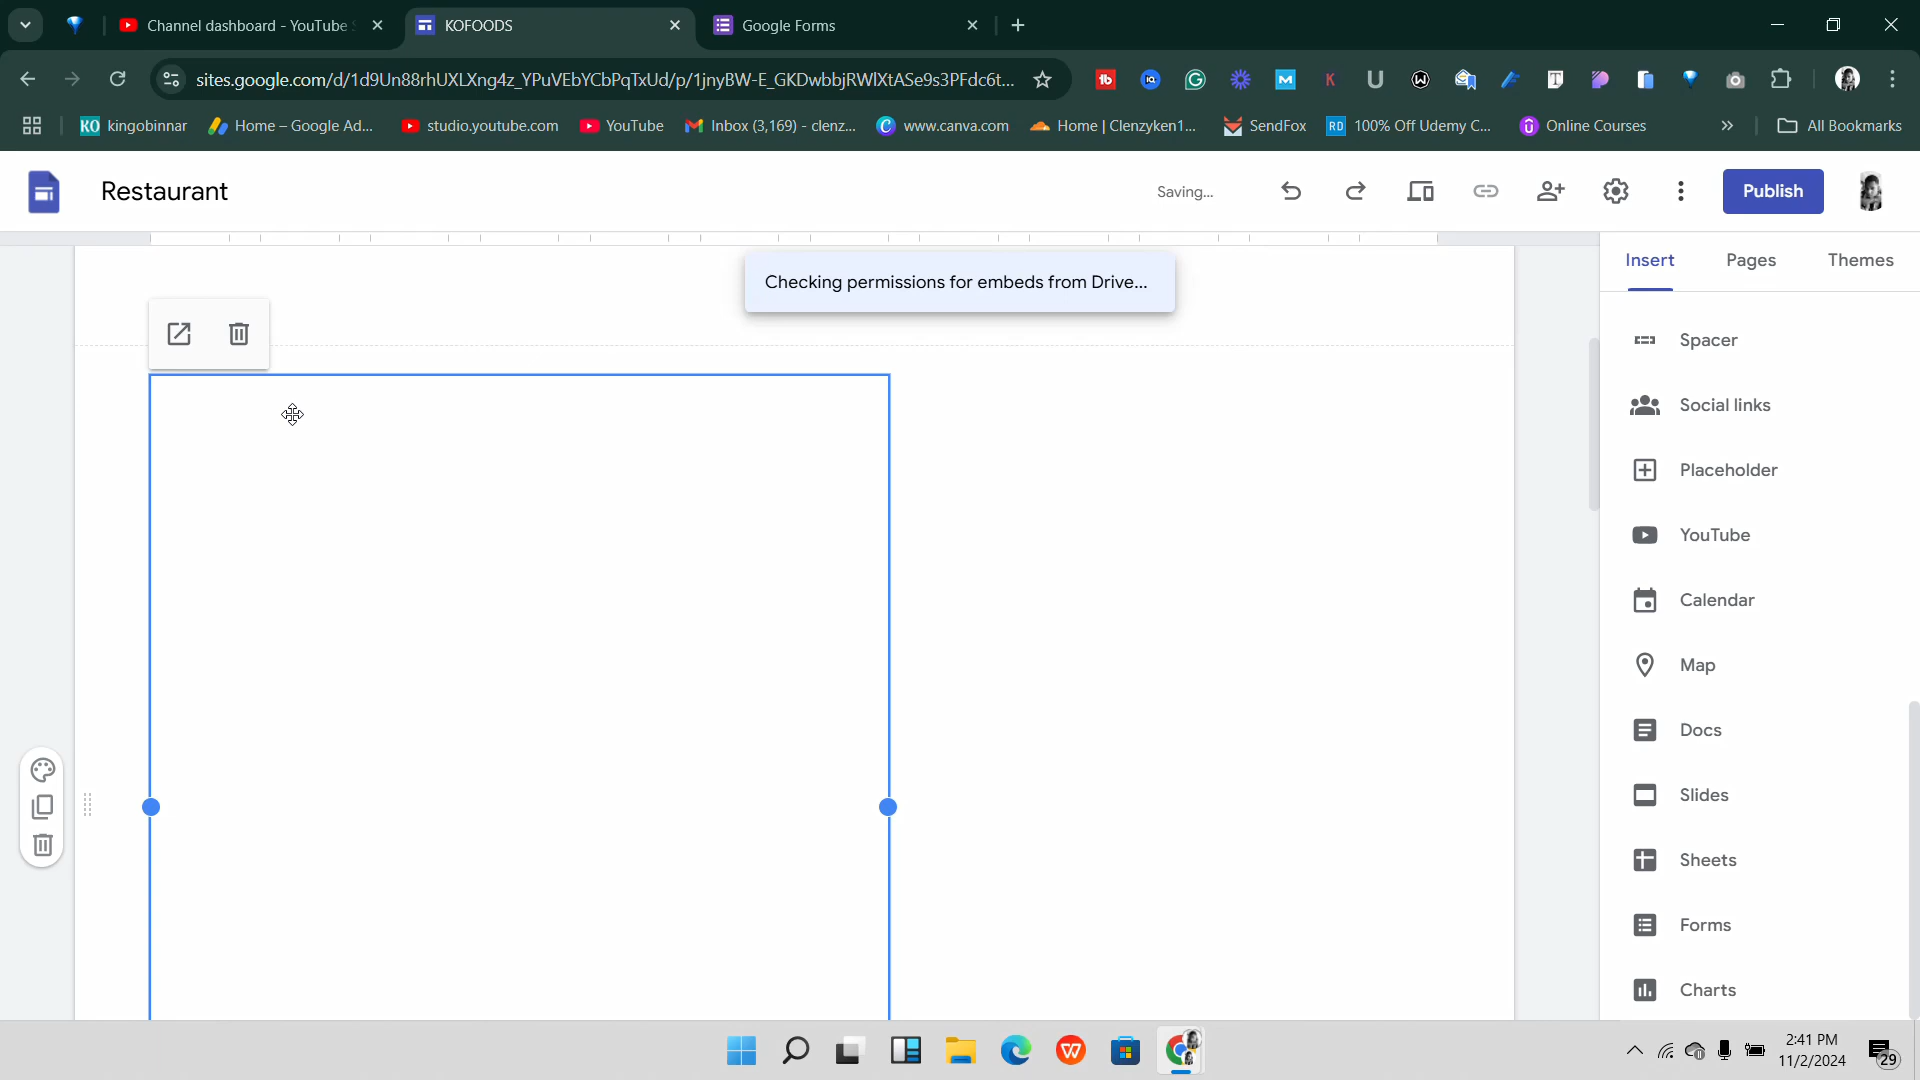 Channel dashboard - YouTube S
KOFOODS
Google Forms
sites.google.com/d/1d9Un88rhUXLXng4z_YPuVEbYCbPqTxUd/p/1jnyBW-E_GKDwbbjRWlXtASe9s3PFdc6t...
KO kingobinnar
Home – Google Ad...
studio.youtube.com
YouTube
Inbox (3,169) - clenz...
www.canva.com
Home | Clenzyken1...
SendFox
RD 100% Off Udemy C...
Online Courses
All Bookmarks
Restaurant
Saving...
Publish
Checking permissions for embeds from Drive...
Insert
Pages
Themes
Spacer
Social links
Placeholder
YouTube
Calendar
Map
Docs
Slides
Sheets
Forms
Charts
2:41 PM
11/2/2024
29